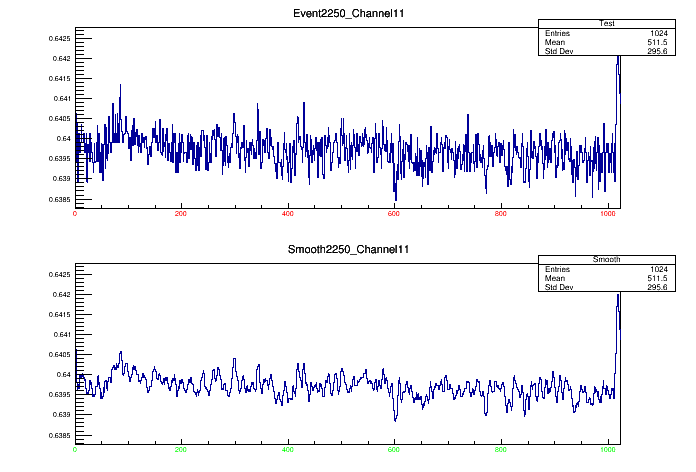 Event2250_Channel11
Test
Entries 1024
Mean 511.5
Std Dev 295.6
0.6425
0.642
0.6415
0.641
0.6405
0.64
0.6395
0.639
0.6385
0 200 400 600 800 1000
Smooth2250_Channel11
Smooth
Entries 1024
Mean 511.5
Std Dev 295.6
0.6425
0.642
0.6415
0.641
0.6405
0.64
0.6395
0.639
0.6385
0 200 400 600 800 1000